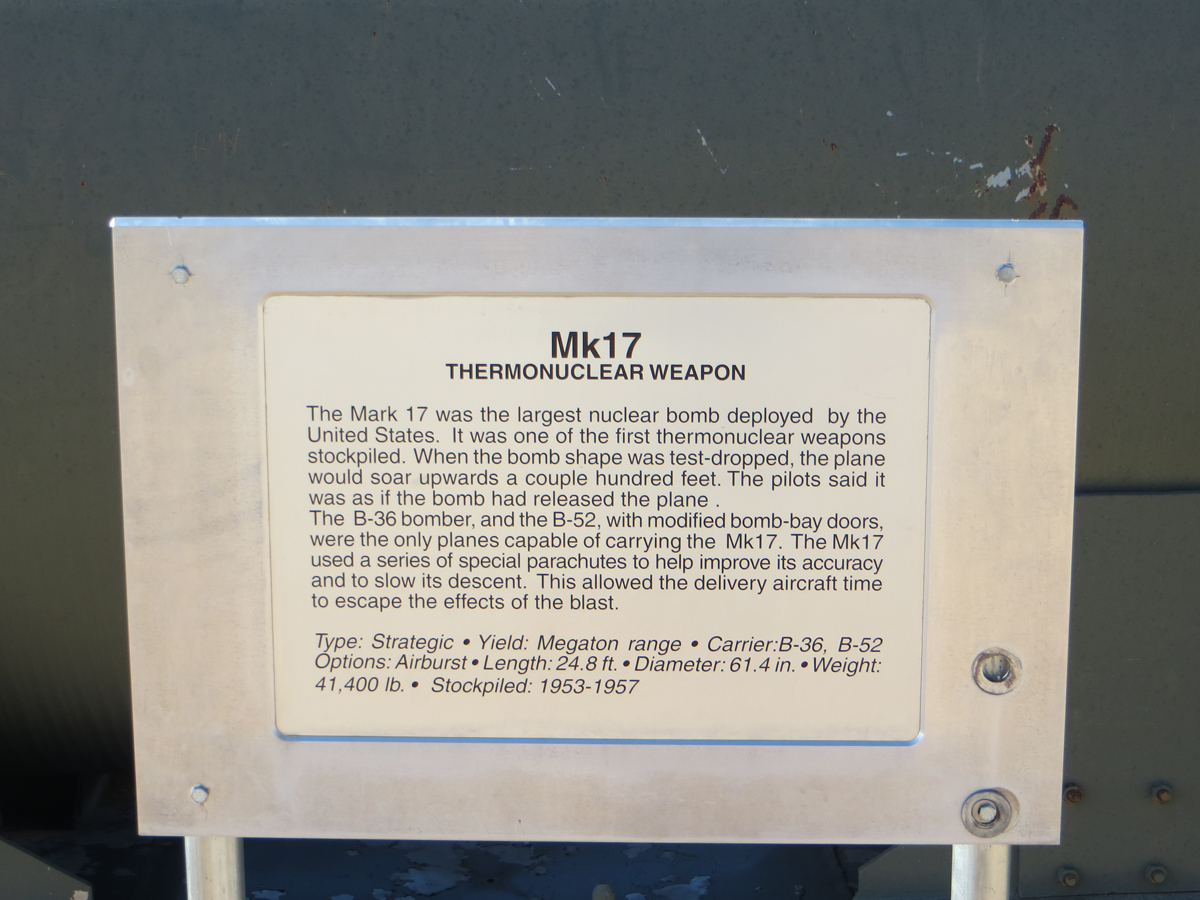 Mk17
THERMONUCLEAR WEAPON
The Mark 17 was the largest nuclear bomb deployed by the
United States. It was one of the first thermonuclear weapons
stockpiled. When the bomb shape was test-dropped, the plane
would soar upwards a couple hundred feet. The pilots said it
was as if the bomb had released the plane .
The B-36 bomber, and the B-52, with modified bomb-bay doors,
were the only planes capable of carrying the Mk17. The Mk17
used a series of special parachutes to help improve its accuracy
and to slow its descent. This allowed the delivery aircraft time
to escape the effects of the blast.
Type: Strategic • Yield: Megaton range • Carrier:B-36, B-52
Options: Airburst • Length: 24.8 ft. • Diameter: 61.4 in. • Weight:
41,400 lb. • Stockpiled: 1953-1957